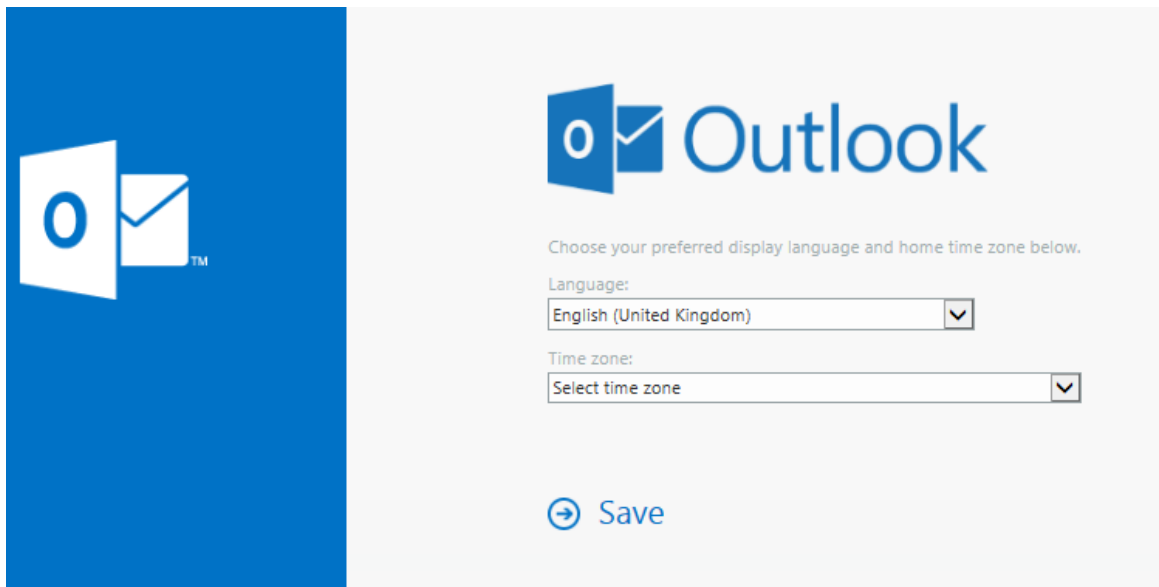 O
TM
O Outlook
Choose your preferred display language and home time zone below.
Language:
English (United Kingdom)
Time zone:
Select time zone
Save